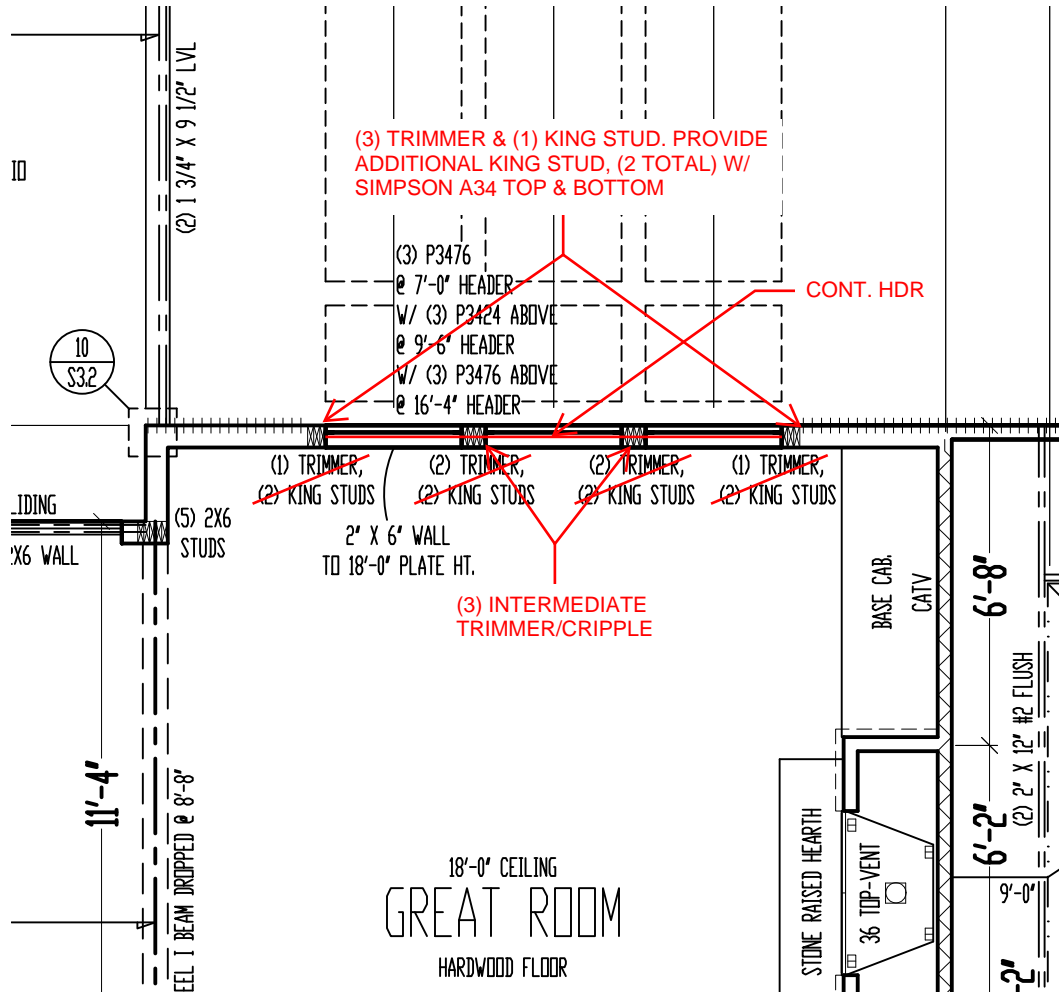 (2) 1 3/4" X 9 1/2" LVL
(3) TRIMMER & (1) KING STUD. PROVIDE
ADDITIONAL KING STUD, (2 TOTAL) W/
SIMPSON A34 TOP & BOTTOM
(3) P3476
@ 7'-0" HEADER
W/ (3) P3424 ABOVE
@ 9'-6" HEADER
W/ (3) P3476 ABOVE
@ 16'-4" HEADER
CONT. HDR
10
S3.2
(1) TRIMMER,
(2) KING STUDS
(2) TRIMMER,
(2) KING STUDS
(2) TRIMMER,
(2) KING STUDS
(1) TRIMMER,
(2) KING STUDS
LIDING
2X6 WALL
(5) 2X6
STUDS
2" X 6" WALL
TO 18'-0" PLATE HT.
(3) INTERMEDIATE
TRIMMER/CRIPPLE
BASE CAB.
CATV
6'-8"
(2) 2" X 12" #2 FLUSH
11'-4"
EEL I BEAM DROPPED @ 8'-8"
18'-0" CEILING
GREAT ROOM
HARDWOOD FLOOR
STONE RAISED HEARTH
36 TOP-VENT
6'-2"
9'-0"
-2"